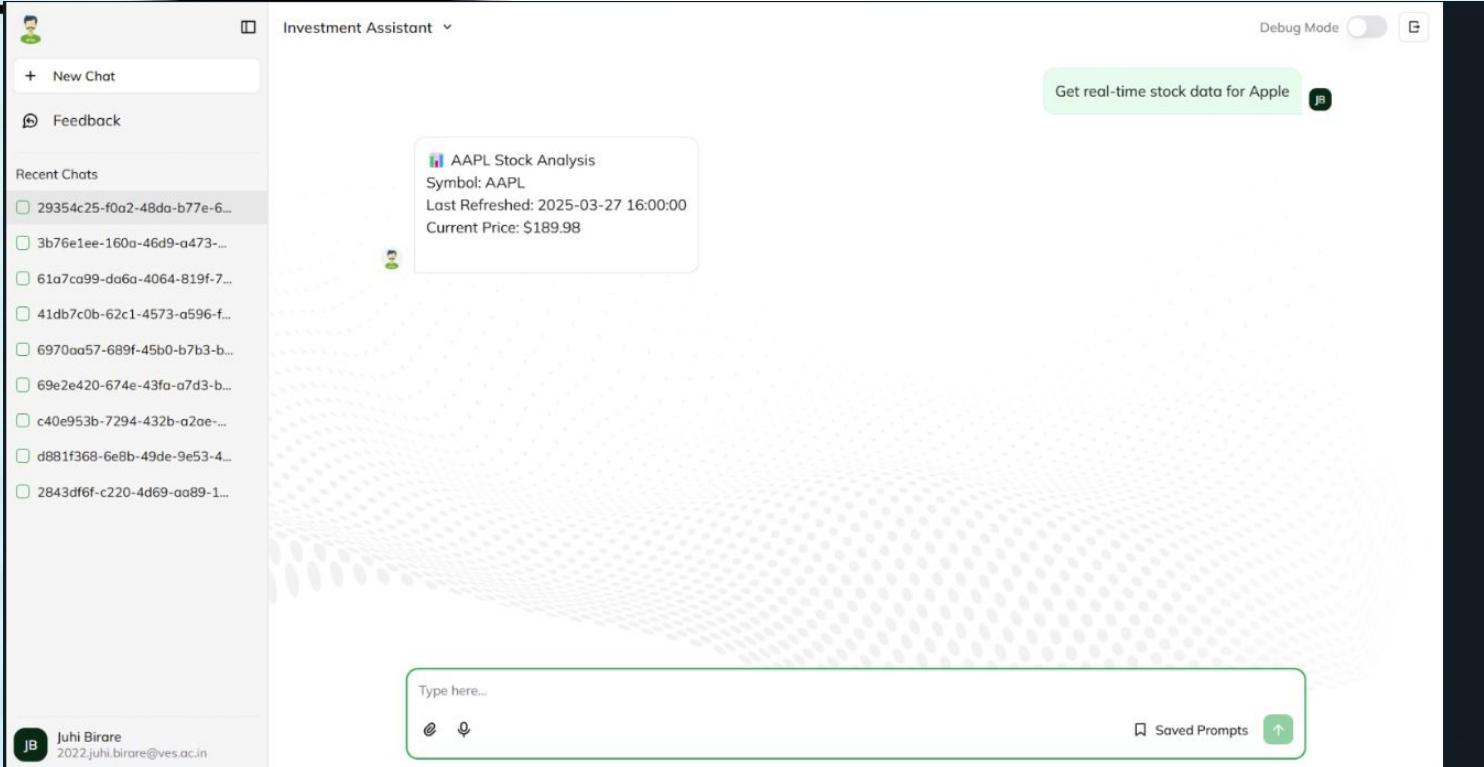 Investment Assistant
Debug Mode
New Chat
Feedback
Recent Chats
29354c25-f0a2-48da-b77e-6...
3b76e1ee-160a-46d9-a473-...
61a7ca99-da6a-4064-819f-7...
41db7c0b-62c1-4573-a596-f...
6970aa57-689f-45b0-b7b3-b...
69e2e420-674e-43fa-a7d3-b...
c40e953b-7294-432b-a2ae-...
d881f368-6e8b-49de-9e53-4...
2843df6f-c220-4d69-aa89-1...
JB
Juhi Birare
2022.juhi.birare@ves.ac.in
Get real-time stock data for Apple
JB
AAPL Stock Analysis
Symbol: AAPL
Last Refreshed: 2025-03-27 16:00:00
Current Price: $189.98
Type here...
Saved Prompts